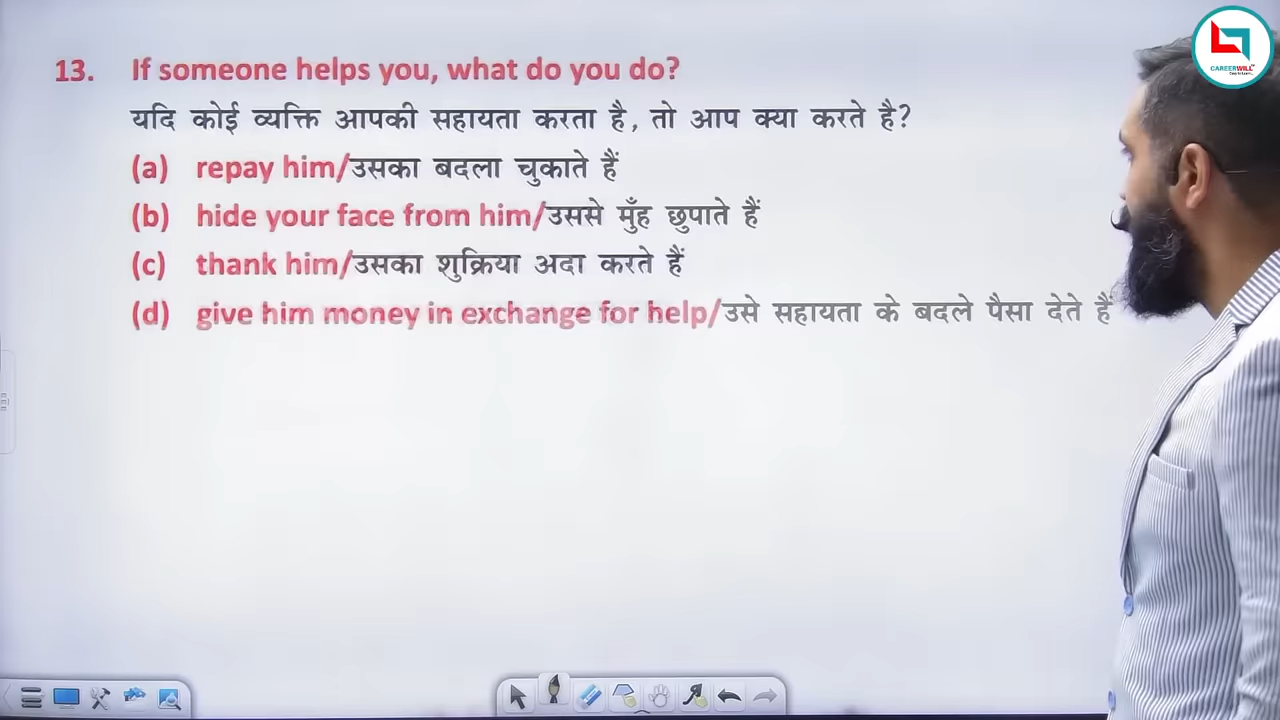 CAREERWILL
13. If someone helps you, what do you do?
यदि कोई व्यक्ति आपकी सहायता करता है, तो आप क्या करते है?
(a) repay him/उसका बदला चुकाते हैं
(b) hide your face from him/उससे मुँह छुपाते हैं
(c) thank him/उसका शुक्रिया अदा करते हैं
(d) give him money in exchange for help/उसे सहायता के बदले पैसा देते हैं